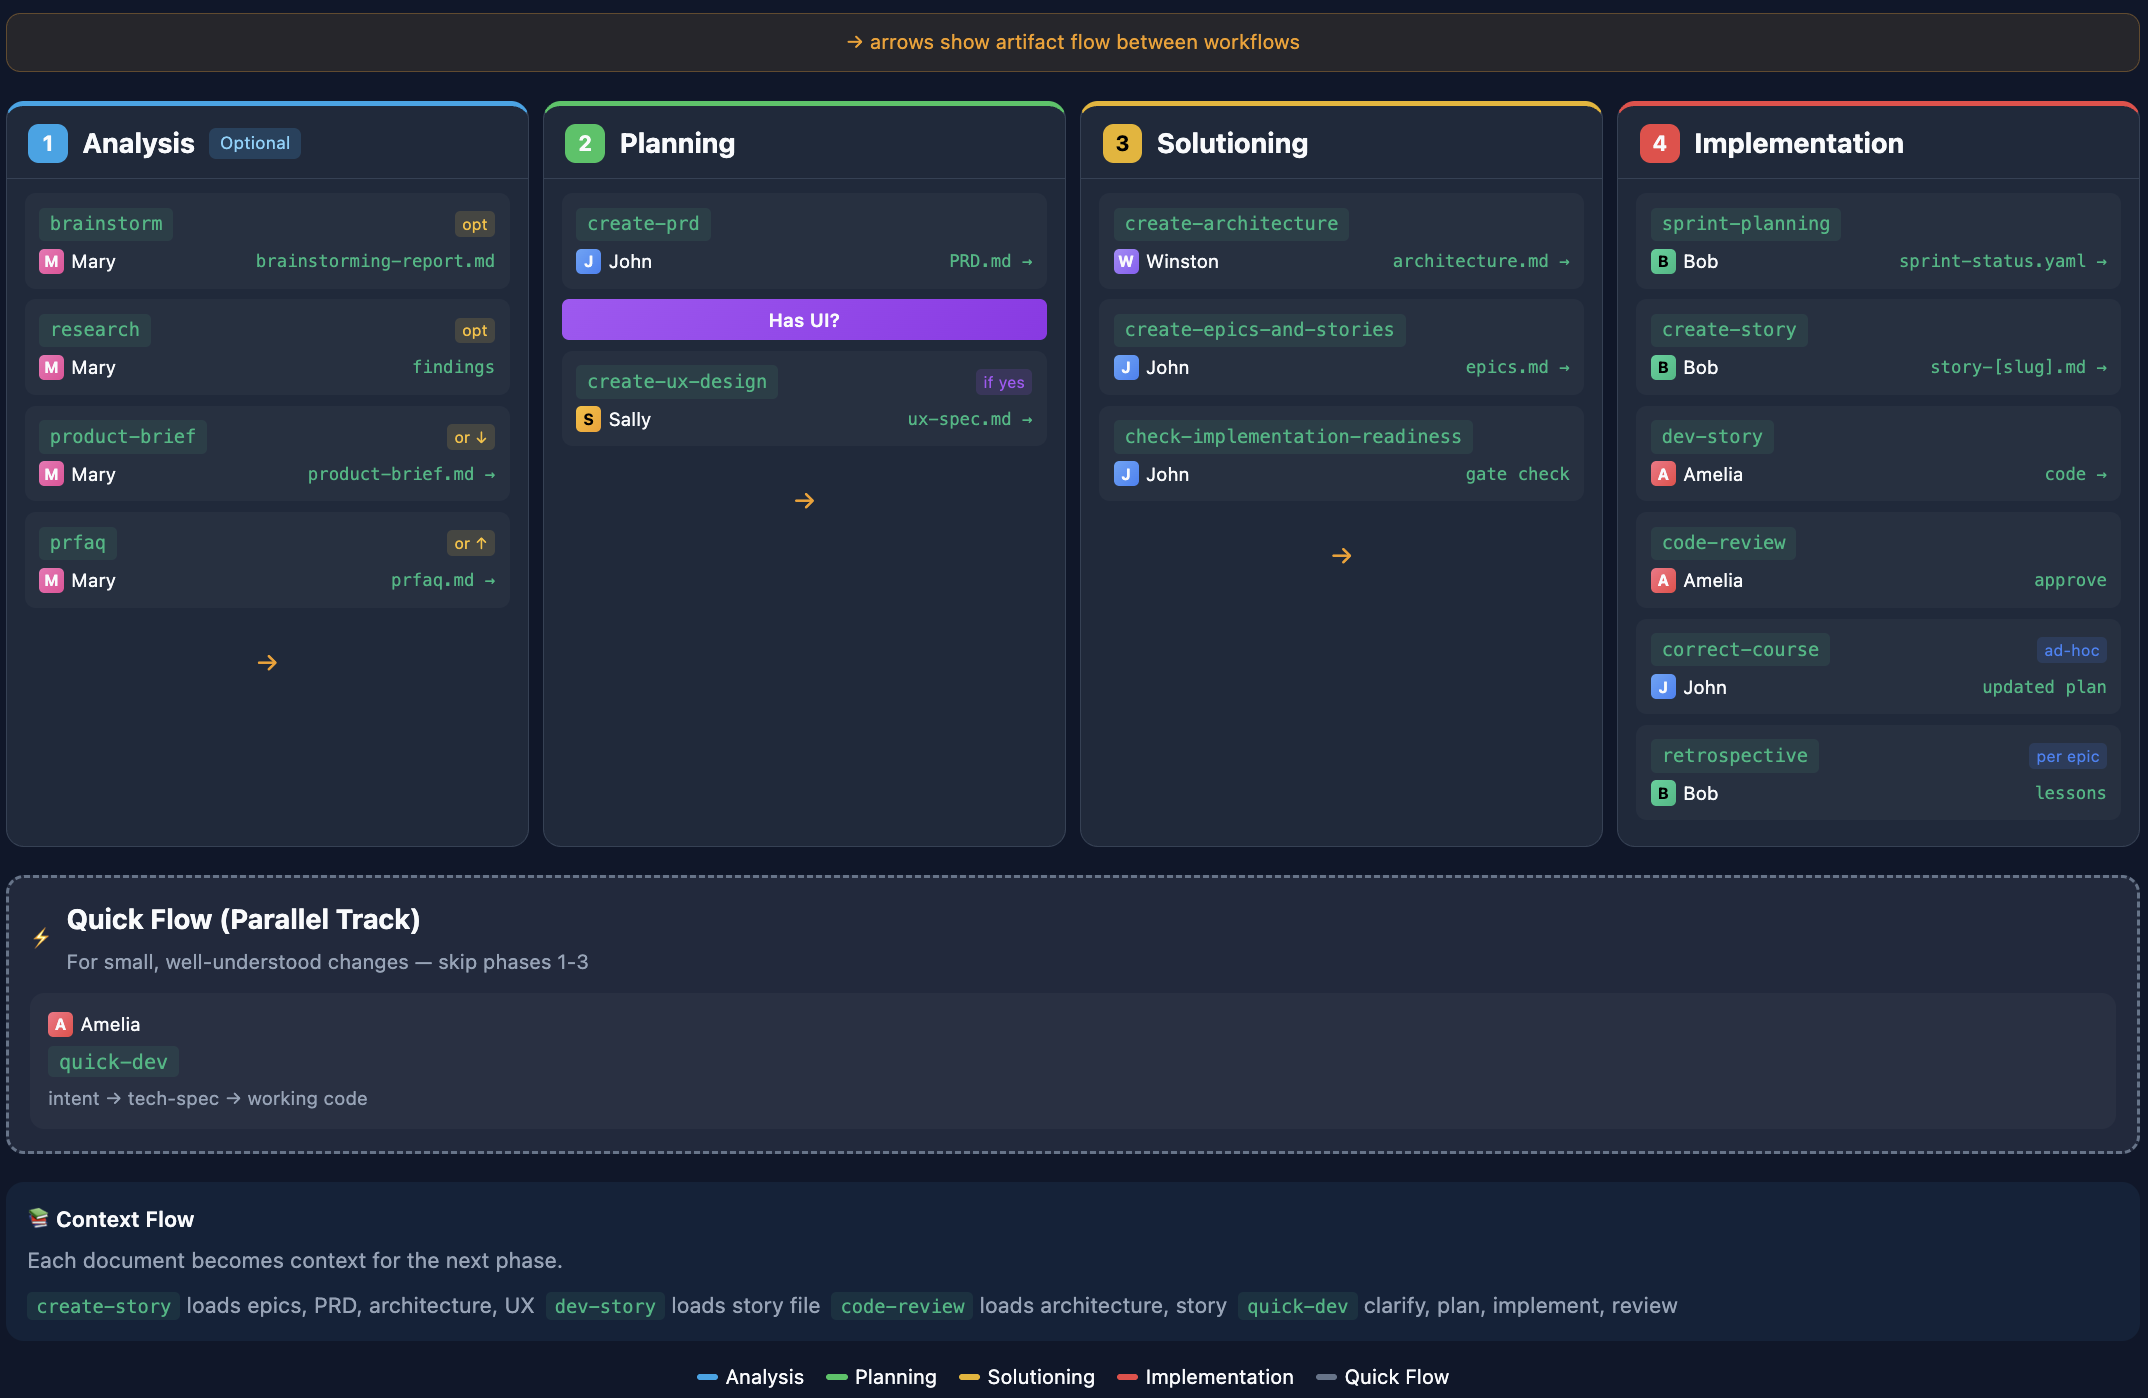 → arrows show artifact flow between workflows
1 Analysis Optional
brainstorm opt
M Mary brainstorming-report.md
research opt
M Mary findings
product-brief or ↓
M Mary product-brief.md →
prfaq or ↑
M Mary prfaq.md →
→
2 Planning
create-prd
J John PRD.md →
Has UI?
create-ux-design if yes
S Sally ux-spec.md →
→
3 Solutioning
create-architecture
W Winston architecture.md →
create-epics-and-stories
J John epics.md →
check-implementation-readiness
J John gate check
→
4 Implementation
sprint-planning
B Bob sprint-status.yaml →
create-story
B Bob story-[slug].md →
dev-story
A Amelia code →
code-review
A Amelia approve
correct-course ad-hoc
J John updated plan
retrospective per epic
B Bob lessons
⚡ Quick Flow (Parallel Track)
For small, well-understood changes — skip phases 1-3
A Amelia
quick-dev
intent → tech-spec → working code
📚 Context Flow
Each document becomes context for the next phase.
create-story loads epics, PRD, architecture, UX dev-story loads story file code-review loads architecture, story quick-dev clarify, plan, implement, review
Analysis Planning Solutioning Implementation Quick Flow